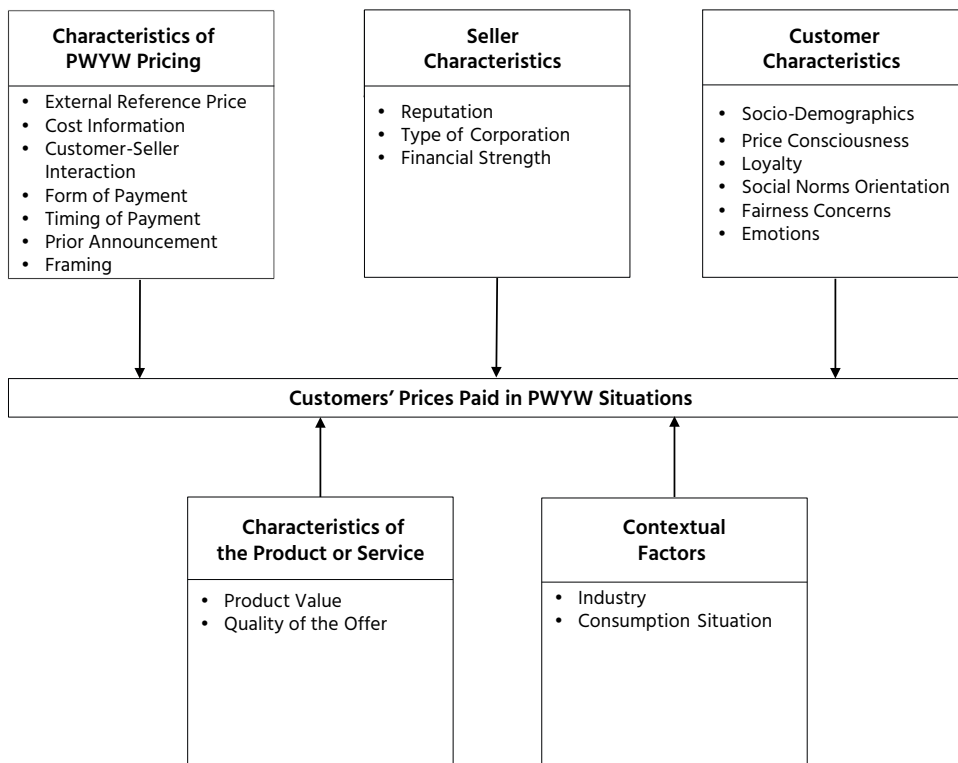 Characteristics of
PWYW Pricing
• External Reference Price
• Cost Information
• Customer-Seller
Interaction
• Form of Payment
• Timing of Payment
• Prior Announcement
• Framing
Seller
Characteristics
• Reputation
• Type of Corporation
• Financial Strength
Customer
Characteristics
• Socio-Demographics
• Price Consciousness
• Loyalty
• Social Norms Orientation
• Fairness Concerns
• Emotions
Customers’ Prices Paid in PWYW Situations
Characteristics of
the Product or Service
• Product Value
• Quality of the Offer
Contextual
Factors
• Industry
• Consumption Situation